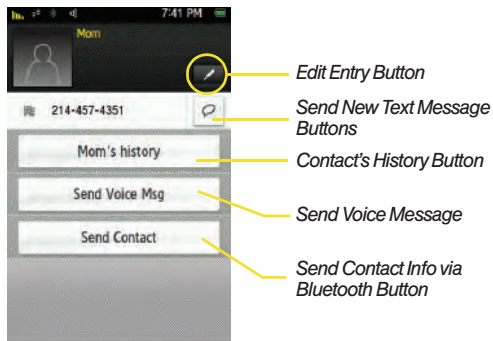 7:41 PM
Mom
Edit Entry Button
214-457-4351
Send New Text Message
Buttons
Mom's history
Contact's History Button
Send Voice Msg
Send Voice Message
Send Contact
Send Contact Info via
Bluetooth Button